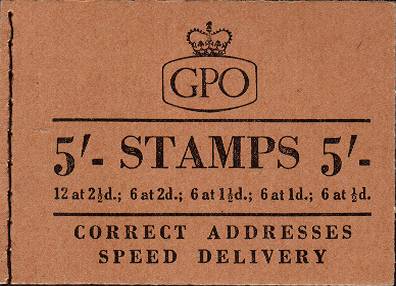 GPO
5/- STAMPS 5/-
12 at 2½d.; 6 at 2d.; 6 at 1½d.; 6 at 1d.; 6 at ½d.
CORRECT ADDRESSES
SPEED DELIVERY